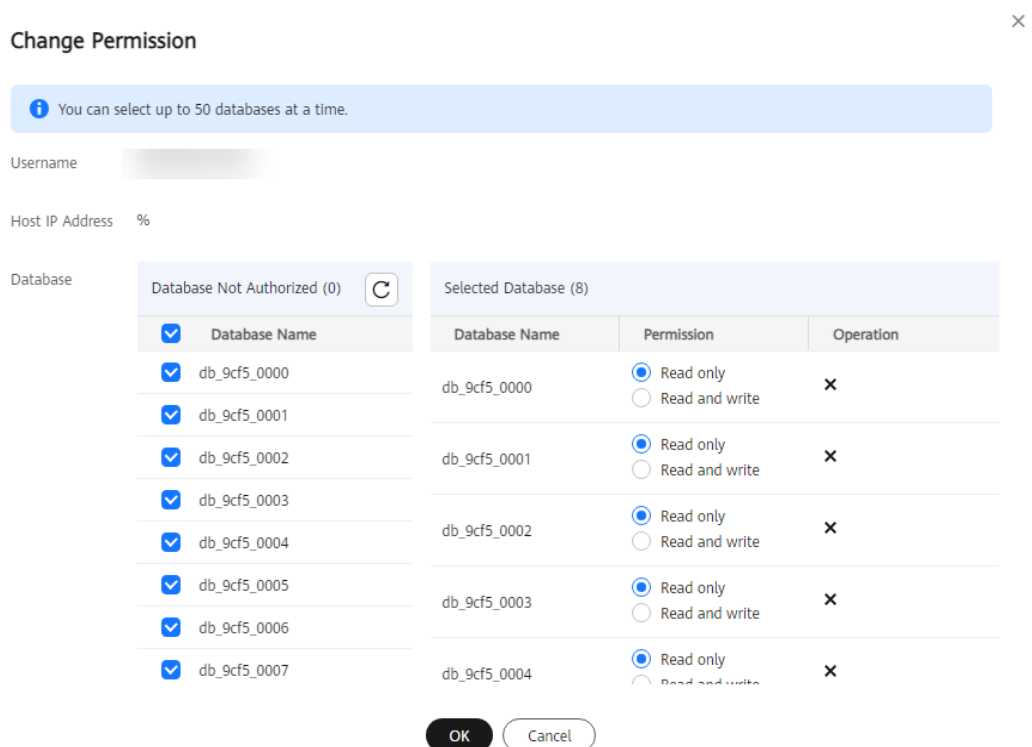 Change Permission
You can select up to 50 databases at a time.
Username
Host IP Address %
Database
Database Not Authorized (0)
Database Name
db_9cf5_0000
db_9cf5_0001
db_9cf5_0002
db_9cf5_0003
db_9cf5_0004
db_9cf5_0005
db_9cf5_0006
db_9cf5_0007
Selected Database (8)
Database Name Permission Operation
db_9cf5_0000
Read only
Read and write
db_9cf5_0001
Read only
Read and write
db_9cf5_0002
Read only
Read and write
db_9cf5_0003
Read only
Read and write
db_9cf5_0004
Read only
Read and write
OK Cancel